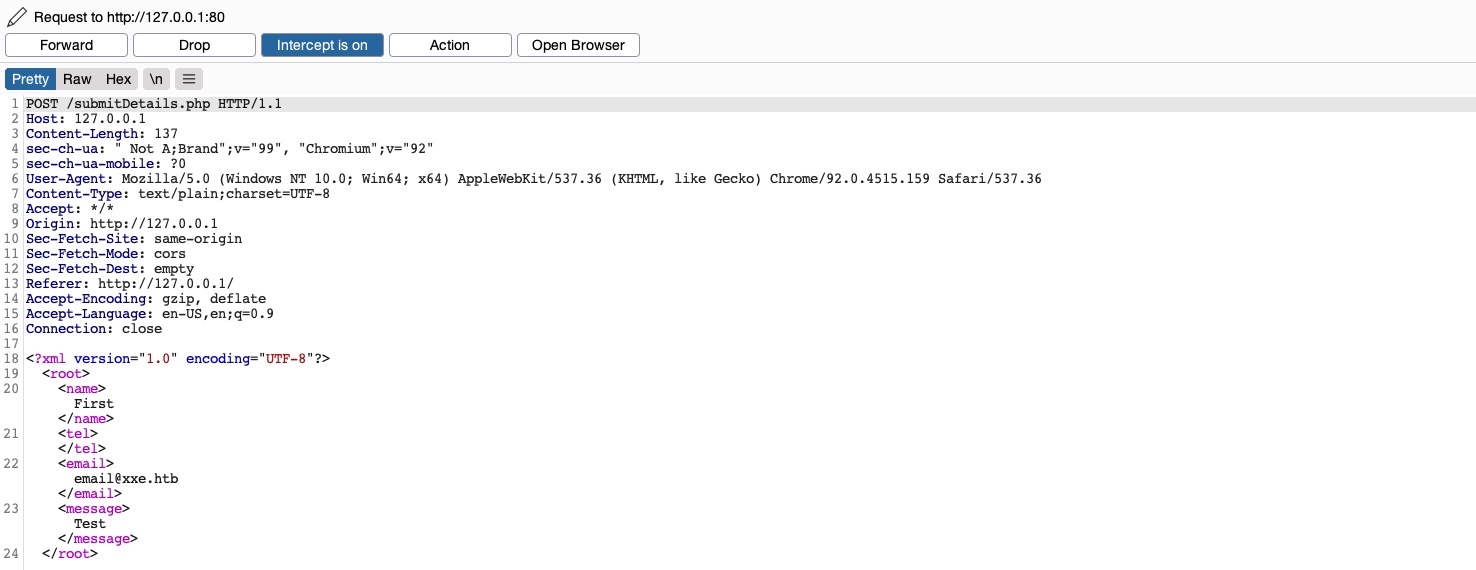 Request to http://127.0.0.1:80
Forward Drop Intercept is on Action Open Browser
Pretty Raw Hex \n
1 POST /submitDetails.php HTTP/1.1
2 Host: 127.0.0.1
3 Content-Length: 137
4 sec-ch-ua: " Not A;Brand";v="99", "Chromium";v="92"
5 sec-ch-ua-mobile: ?0
6 User-Agent: Mozilla/5.0 (Windows NT 10.0; Win64; x64) AppleWebKit/537.36 (KHTML, like Gecko) Chrome/92.0.4515.159 Safari/537.36
7 Content-Type: text/plain;charset=UTF-8
8 Accept: */*
9 Origin: http://127.0.0.1
10 Sec-Fetch-Site: same-origin
11 Sec-Fetch-Mode: cors
12 Sec-Fetch-Dest: empty
13 Referer: http://127.0.0.1/
14 Accept-Encoding: gzip, deflate
15 Accept-Language: en-US,en;q=0.9
16 Connection: close
17
18 <?xml version="1.0" encoding="UTF-8"?>
19 <root>
20 <name>
First
</name>
21 <tel>
</tel>
22 <email>
email@xxe.htb
</email>
23 <message>
Test
</message>
24 </root>